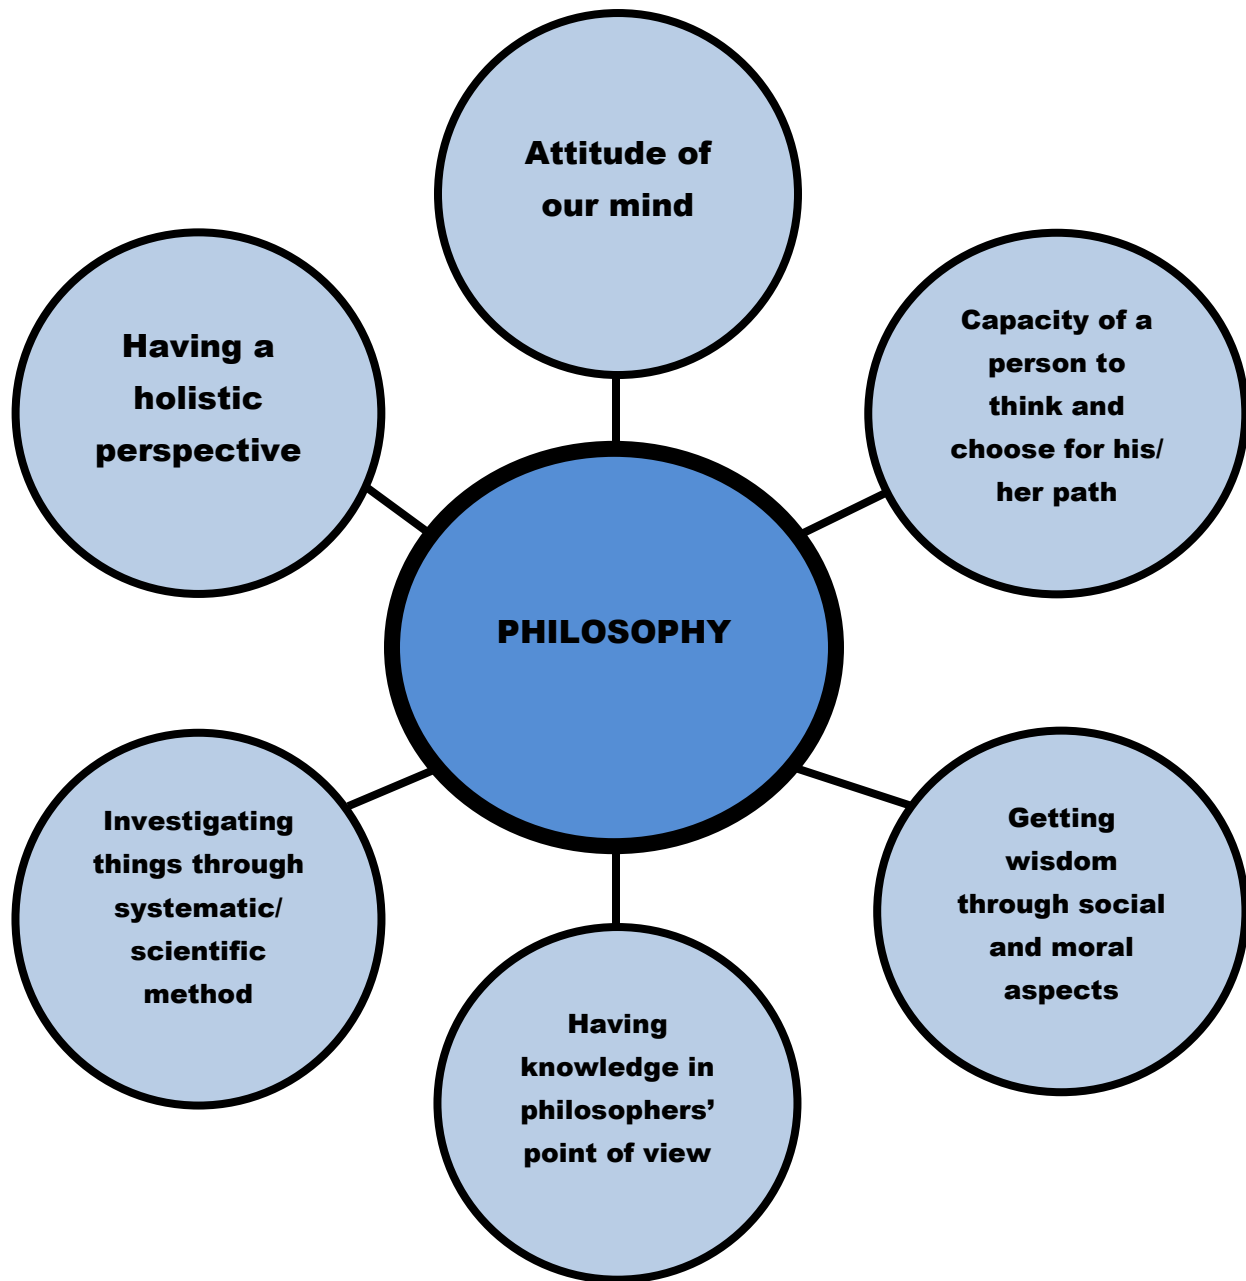 Attitude of
our mind
Having a
holistic
perspective
Capacity of a
person to
think and
choose for his/
her path
PHILOSOPHY
Investigating
things through
systematic/
scientific
method
Getting
wisdom
through social
and moral
aspects
Having
knowledge in
philosophers’
point of view